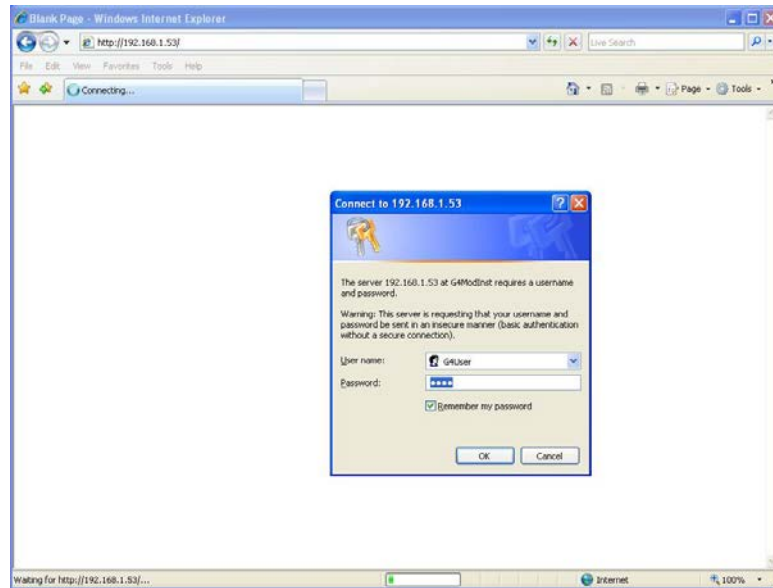 Blank Page - Windows Internet Explorer
http://192.168.1.53/
Live Search
File Edit View Favorites Tools Help
Connecting...
Page
Tools
Connect to 192.168.1.53
The server 192.168.1.53 at G4ModInst requires a username
and password.
Warning: This server is requesting that your username and
password be sent in an insecure manner (basic authentication
without a secure connection).
User name:
G4User
Password:
Remember my password
OK
Cancel
Waiting for http://192.168.1.53/...
Internet
100%